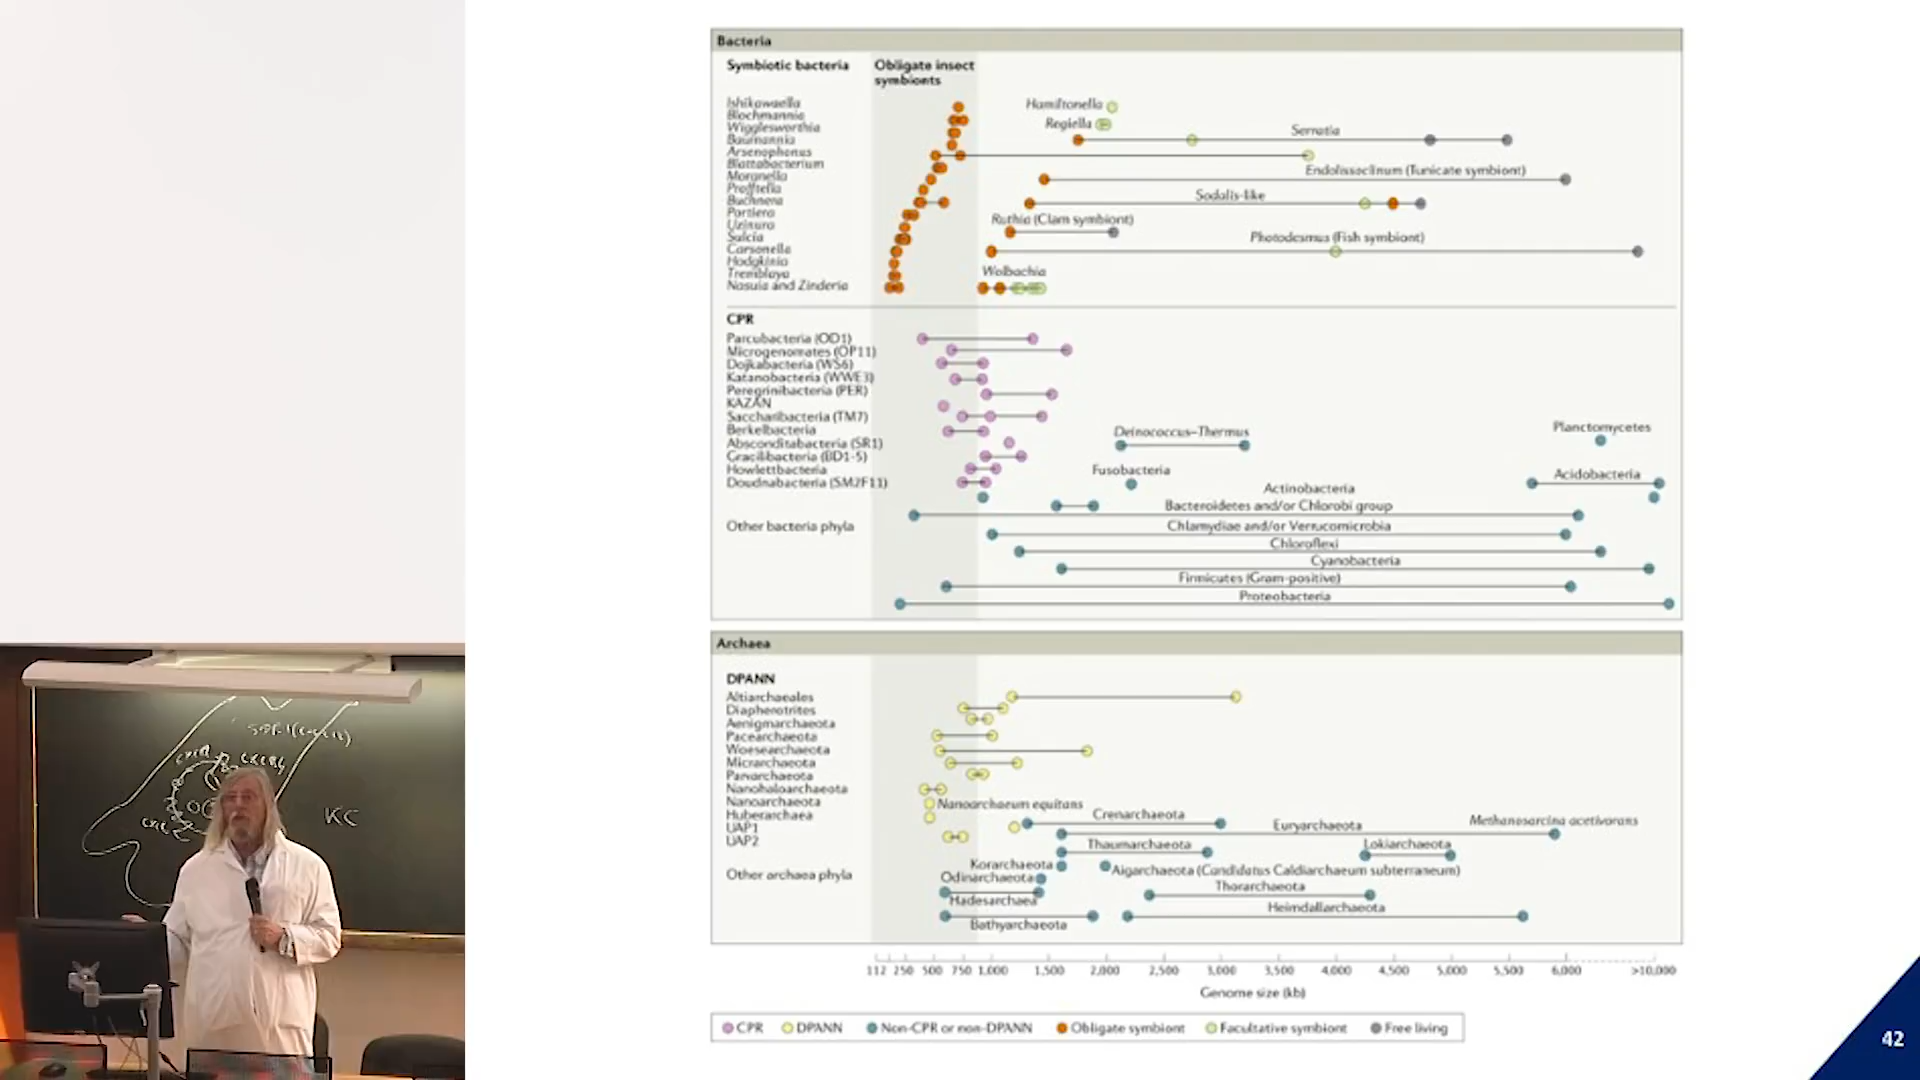 Bacteria
Symbiotic bacteria
Obligate insect
symbionts
Ishikawaella
Blochmannia
Wigglesworthia
Baumannia
Arsenophonus
Blattabacterium
Moranella
Profftella
Buchnera
Portiera
Uzinura
Sulcia
Carsonella
Hodgkinia
Tremblaya
Nasuia and Zinderia
Hamiltonella
Regiella
Serratia
Endolissoclinum (Tunicate symbiont)
Sodalis-like
Ruthia (Clam symbiont)
Photodesmus (Fish symbiont)
Wolbachia
CPR
Parcubacteria (OD1)
Microgenomates (OP11)
Dojkabacteria (WS6)
Katanobacteria (WWE3)
Peregrinibacteria (PER)
KAZAN
Saccharibacteria (TM7)
Berkelbacteria
Absconditabacteria (SR1)
Gracilibacteria (BD1-5)
Howlettbacteria
Doudnabacteria (SM2F11)
Other bacteria phyla
Deinococcus–Thermus
Planctomycetes
Fusobacteria
Acidobacteria
Actinobacteria
Bacteroidetes and/or Chlorobi group
Chlamydiae and/or Verrucomicrobia
Chloroflexi
Cyanobacteria
Firmicutes (Gram-positive)
Proteobacteria
Archaea
DPANN
Altiarchaeales
Diapherotrites
Aenigmarchaeota
Pacearchaeota
Woesearchaeota
Micrarchaeota
Parvarchaeota
Nanohaloarchaeota
Nanoarchaeota
Huberarchaea
UAP1
UAP2
Other archaea phyla
Nanoarchaeum equitans
Crenarchaeota
Euryarchaeota
Methanosarcina acetivorans
Thaumarchaeota
Lokiarchaeota
Korarchaeota
Aigarchaeota (Candidatus Caldiarchaeum subterraneum)
Odinarchaeota
Thorarchaeota
Hadesarchaea
Heimdallarchaeota
Bathyarchaeota
112 250 500 750 1,000 1,500 2,000 2,500 3,000 3,500 4,000 4,500 5,000 5,500 6,000 >10,000
Genome size (kb)
CPR DPANN Non-CPR or non-DPANN Obligate symbiont Facultative symbiont Free living
42
KC